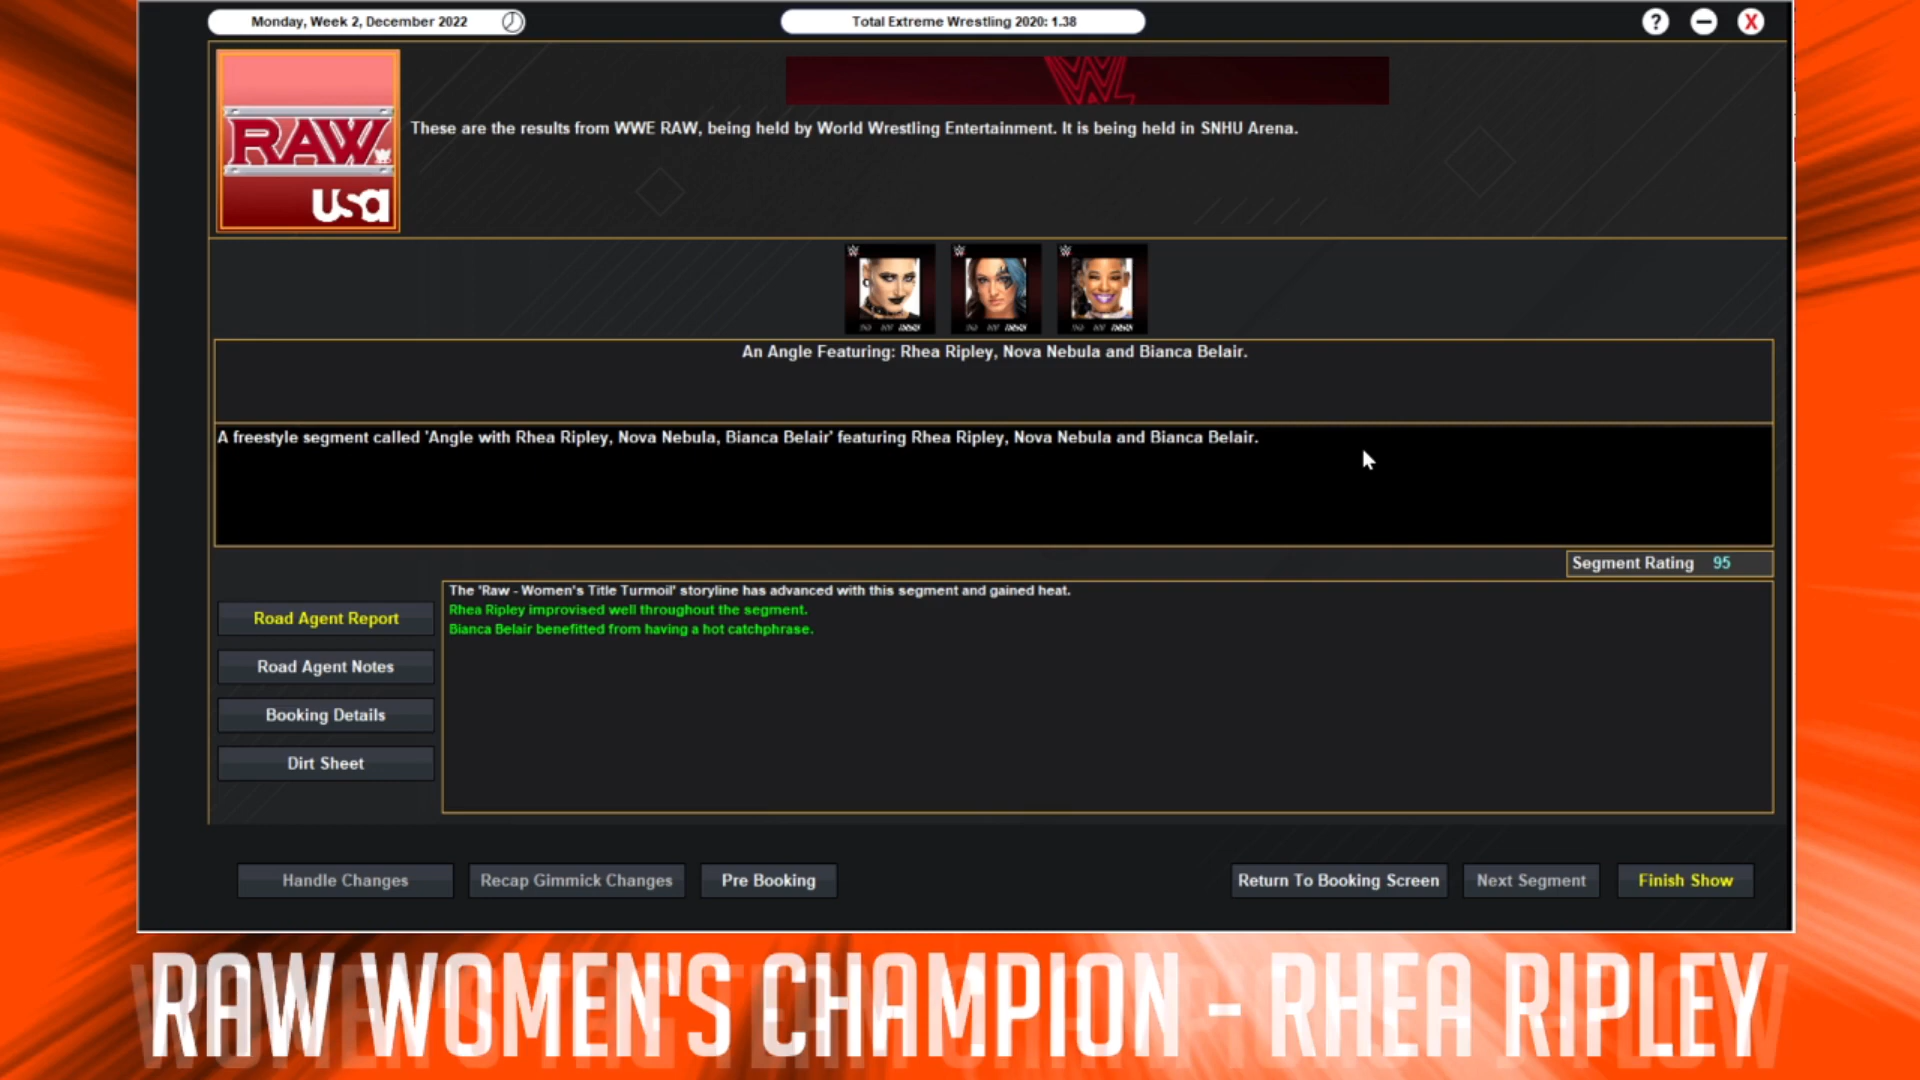 Monday, Week 2, December 2022
Total Extreme Wrestling 2020: 1.38
?
X
RAW
USA
These are the results from WWE RAW, being held by World Wrestling Entertainment. It is being held in SNHU Arena.
An Angle Featuring: Rhea Ripley, Nova Nebula and Bianca Belair.
A freestyle segment called 'Angle with Rhea Ripley, Nova Nebula, Bianca Belair' featuring Rhea Ripley, Nova Nebula and Bianca Belair.
Segment Rating 95
The 'Raw - Women's Title Turmoil' storyline has advanced with this segment and gained heat.
Rhea Ripley improvised well throughout the segment.
Bianca Belair benefitted from having a hot catchphrase.
Road Agent Report
Road Agent Notes
Booking Details
Dirt Sheet
Handle Changes
Recap Gimmick Changes
Pre Booking
Return To Booking Screen
Next Segment
Finish Show
RAW WOMEN'S CHAMPION - RHEA RIPLEY